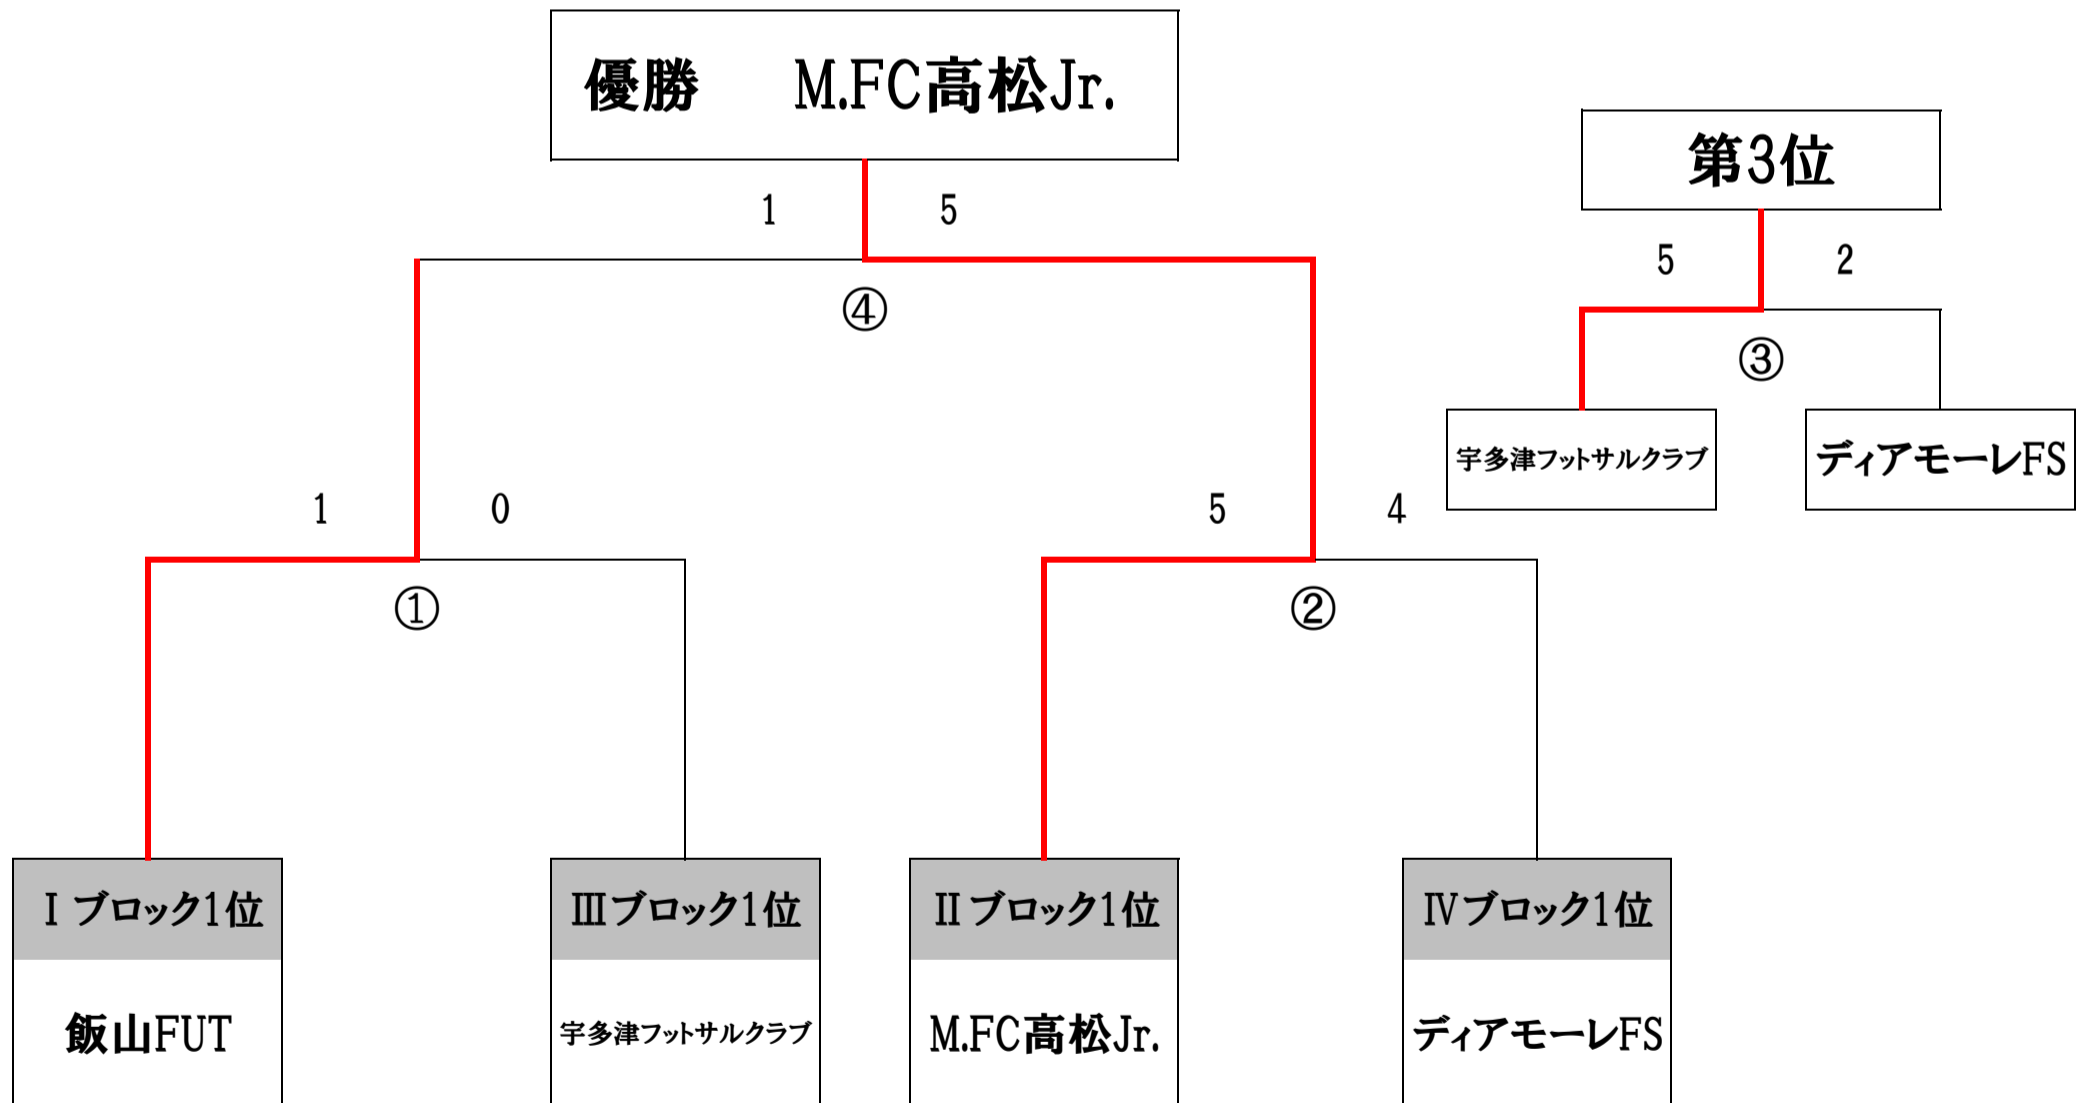 優勝 M.FC高松Jr.
第3位
1 5
5 2
④
③
宇多津フットサルクラブ ディアモーレFS
1 0 5 4
① ②
Ⅰブロック1位 Ⅲブロック1位 Ⅱブロック1位 Ⅳブロック1位
飯山FUT 宇多津フットサルクラブ M.FC高松Jr. ディアモーレFS